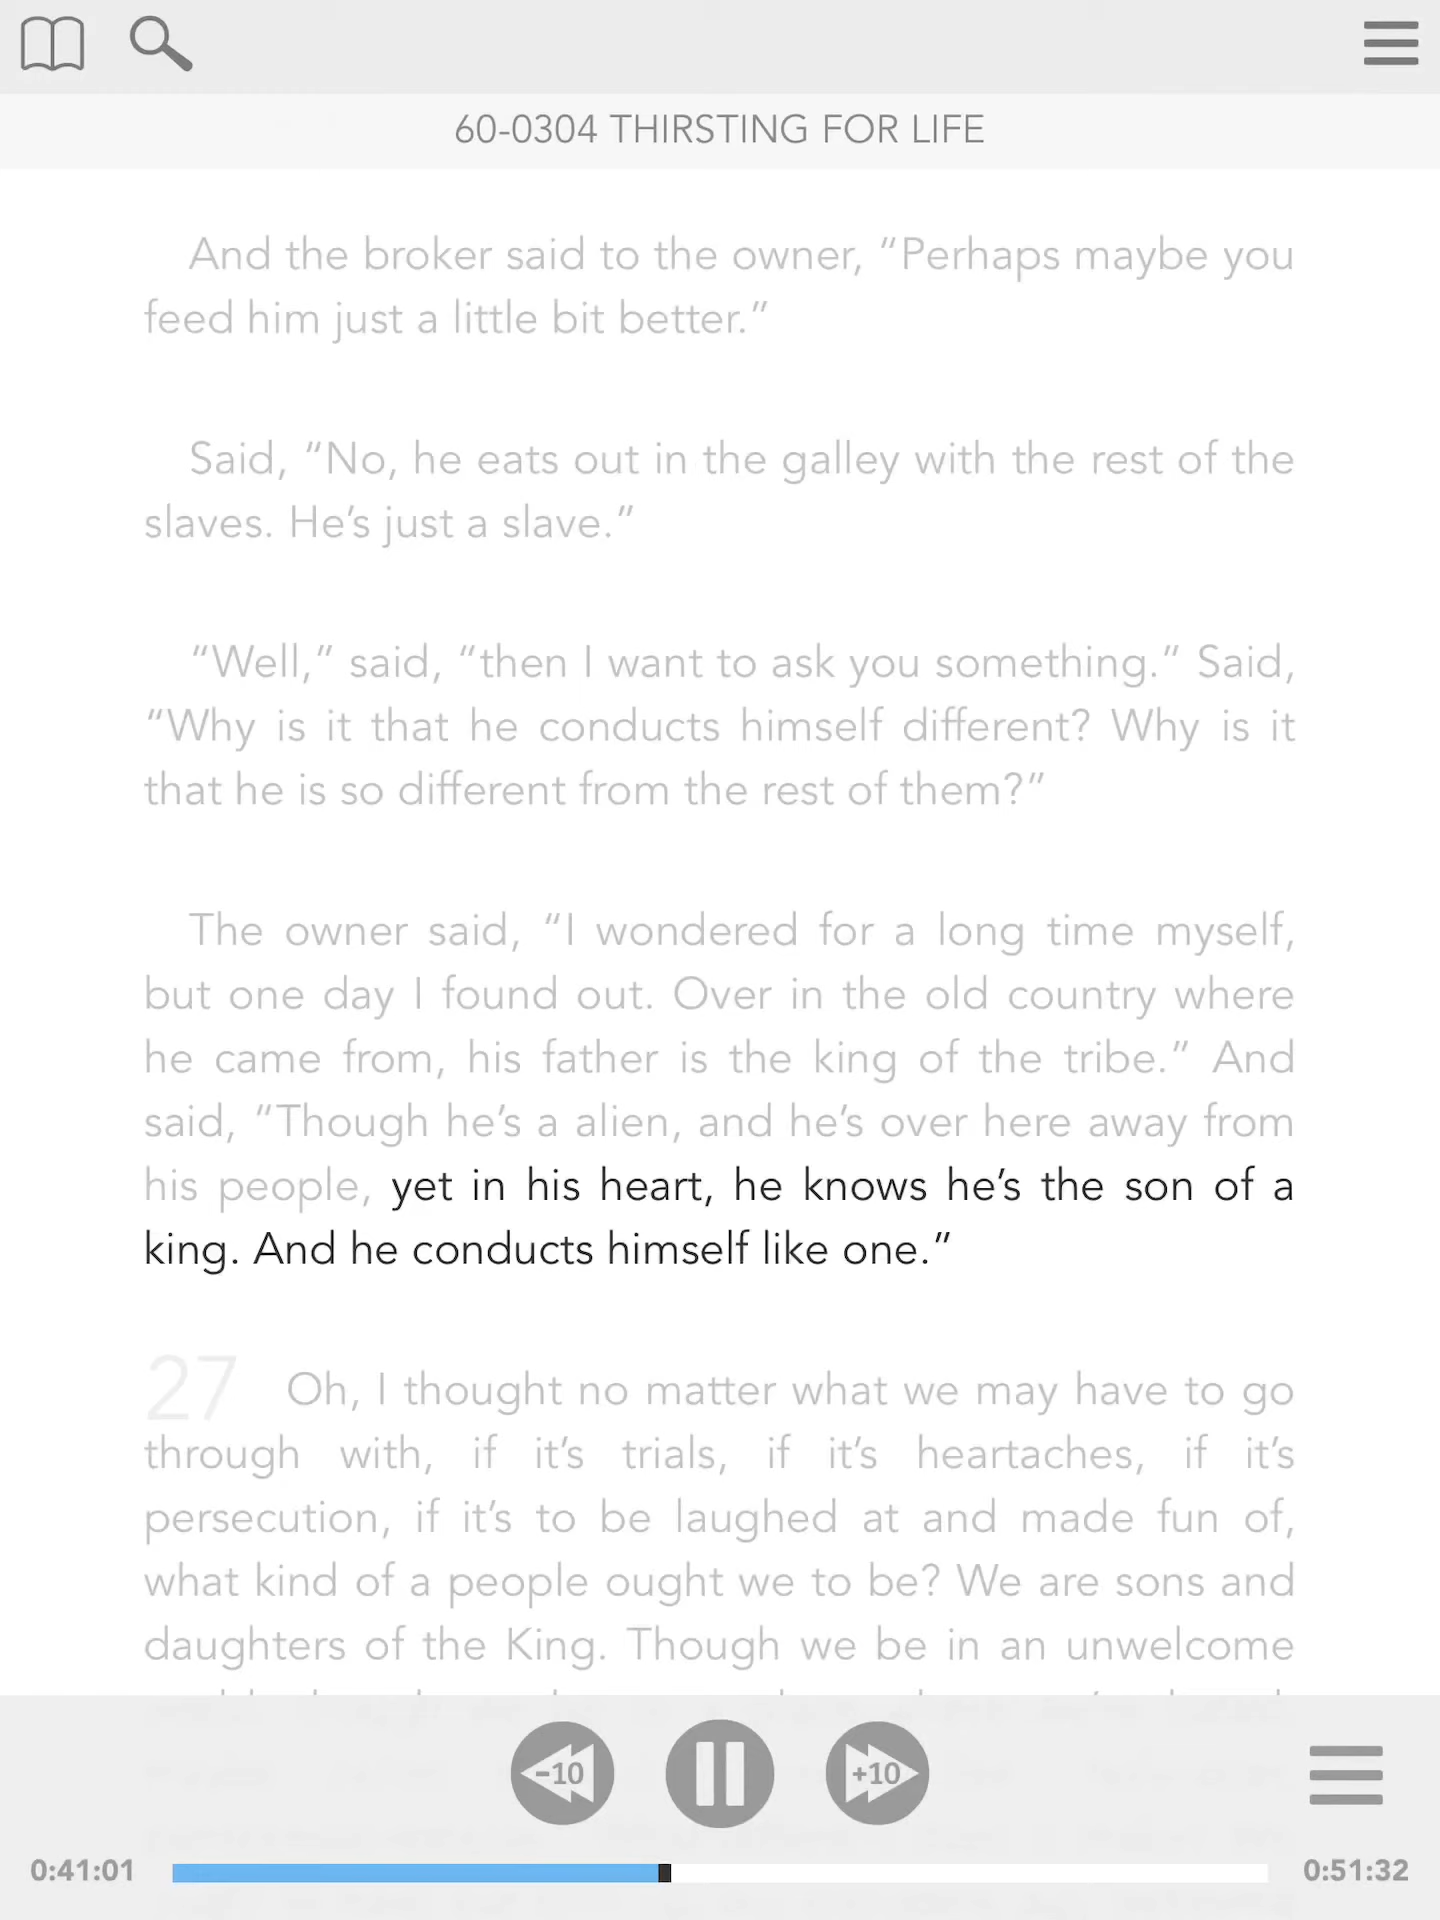 60-0304 THIRSTING FOR LIFE
And the broker said to the owner, “Perhaps maybe you
feed him just a little bit better.”
Said, “No, he eats out in the galley with the rest of the
slaves. He’s just a slave.”
“Well,” said, “then I want to ask you something.” Said,
“Why is it that he conducts himself different? Why is it
that he is so different from the rest of them?”
The owner said, “I wondered for a long time myself,
but one day I found out. Over in the old country where
he came from, his father is the king of the tribe.” And
said, “Though he’s a alien, and he’s over here away from
his people, yet in his heart, he knows he’s the son of a
king. And he conducts himself like one.”
27 Oh, I thought no matter what we may have to go
through with, if it’s trials, if it’s heartaches, if it’s
persecution, if it’s to be laughed at and made fun of,
what kind of a people ought we to be? We are sons and
daughters of the King. Though we be in an unwelcome
-10
+10
0:41:01
0:51:32